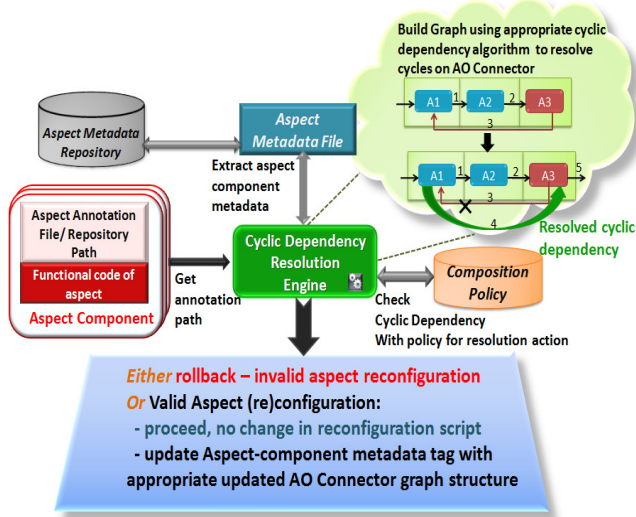 Build Graph using appropriate cyclic
dependency algorithm to resolve
cycles on AO Connector
A1 1 A2 2 A3
3
A1 1 A2 2 A3 5
3
4
Resolved cyclic
dependency
Aspect Metadata
Repository
Aspect
Metadata File
Extract aspect
component
metadata
Aspect Annotation
File/ Repository
Path
Functional code of
aspect
Aspect Component
Get
annotation
path
Cyclic Dependency
Resolution
Engine
Composition
Policy
Check
Cyclic Dependency
With policy for resolution action
Either rollback – invalid aspect reconfiguration
Or Valid Aspect (re)configuration:
- proceed, no change in reconfiguration script
- update Aspect-component metadata tag with
appropriate updated AO Connector graph structure